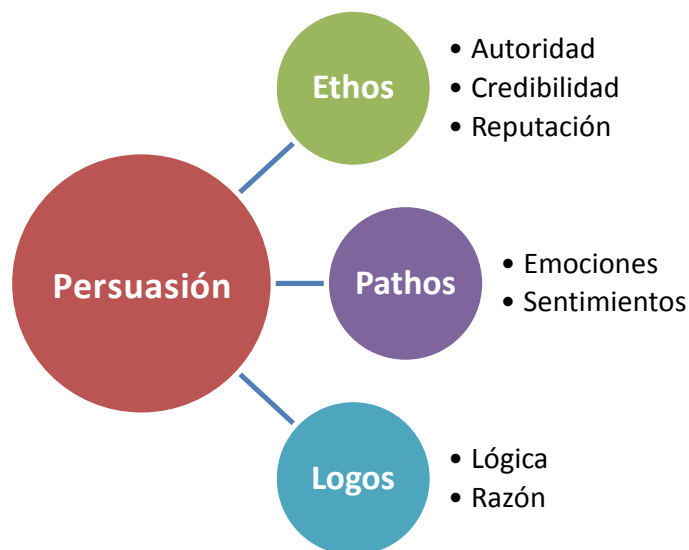 Persuasión
Ethos
• Autoridad
• Credibilidad
• Reputación
Pathos
• Emociones
• Sentimientos
Logos
• Lógica
• Razón